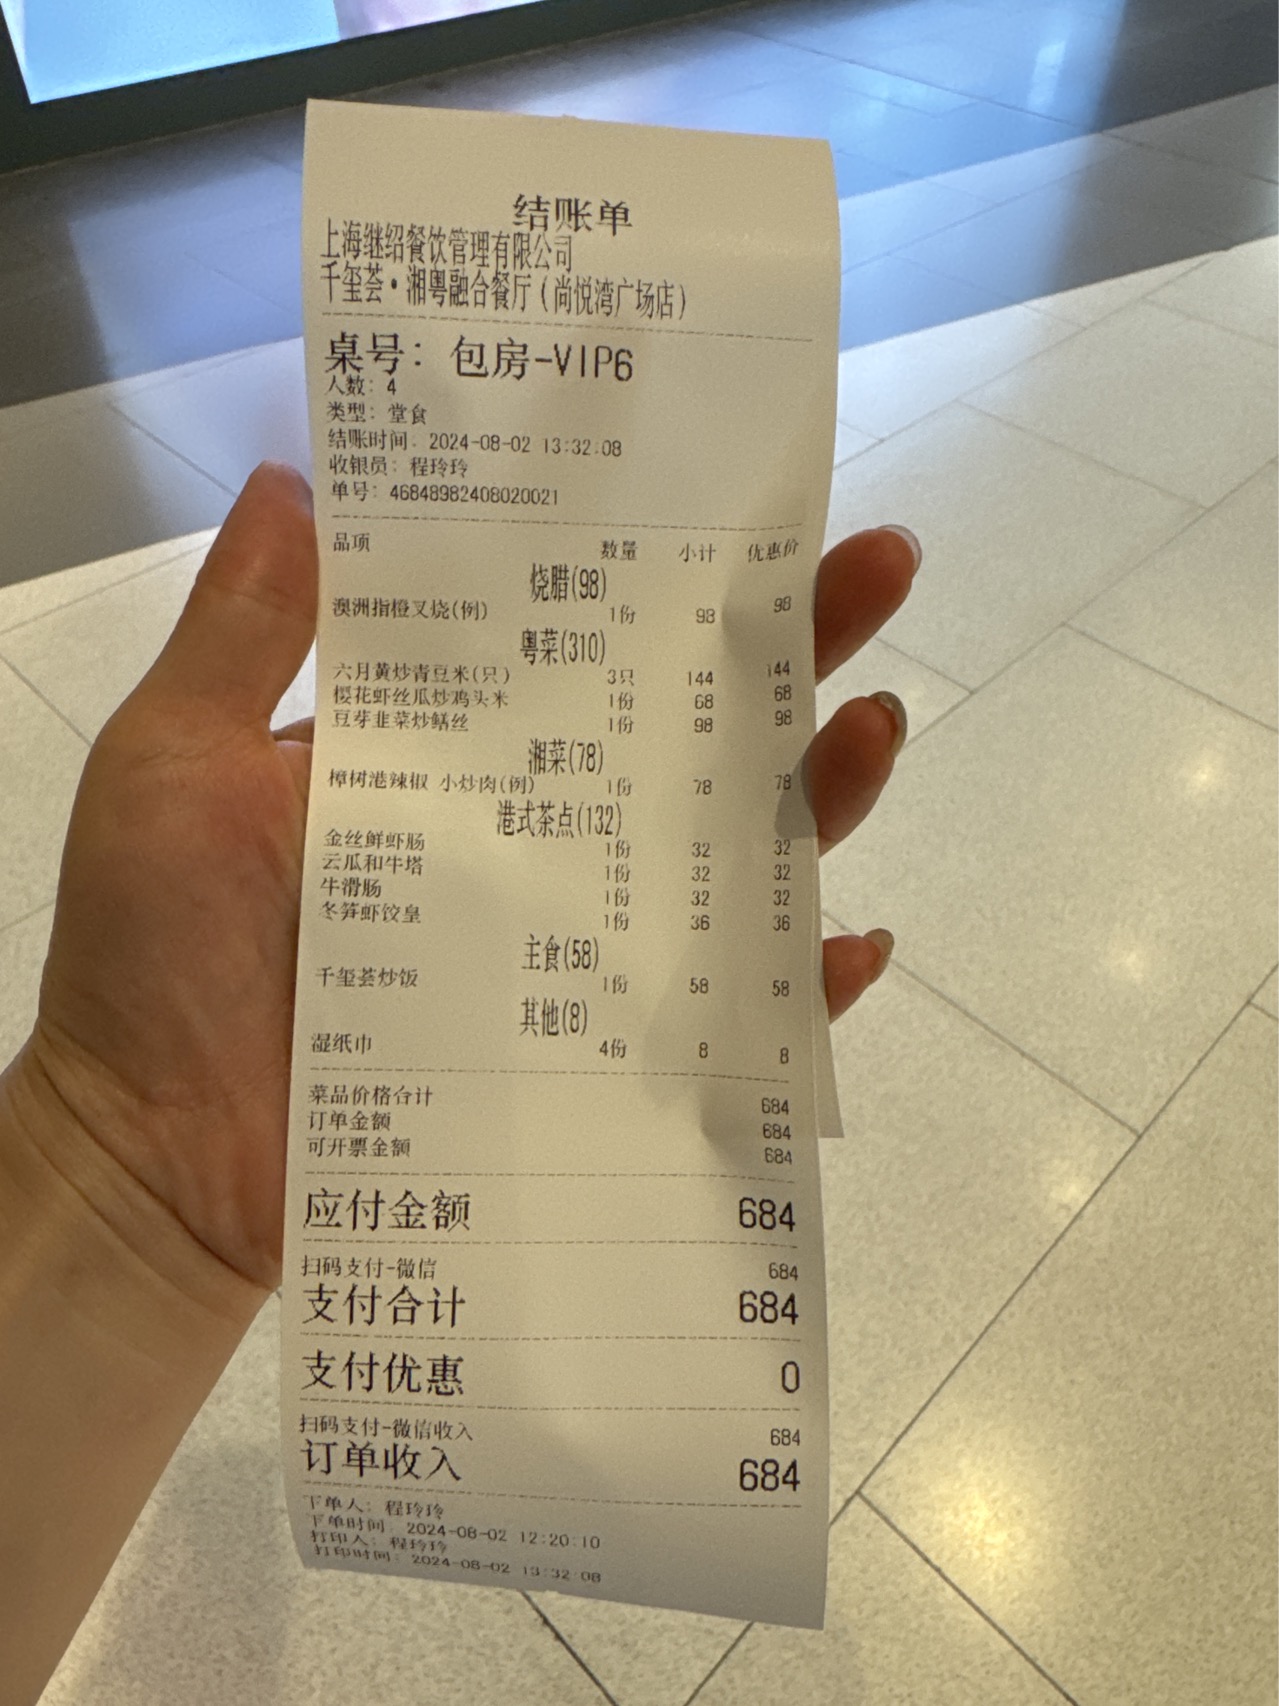 结账单
上海继绍餐饮管理有限公司
千玺荟·湘粤融合餐厅(尚悦湾广场店)
桌号: 包房-VIP6
人数: 4
类型: 堂食
结账时间: 2024-08-02 13:32:08
收银员: 程玲玲
单号: 46848982408020021
品项 数量 小计 优惠价
烧腊(98)
澳洲指橙叉烧(例) 1份 98 98
粤菜(310)
六月黄炒青豆米(只) 3只 144 144
樱花虾丝瓜炒鸡头米 1份 68 68
豆芽韭菜炒鳝丝 1份 98 98
湘菜(78)
樟树港辣椒 小炒肉(例) 1份 78 78
港式茶点(132)
金丝鲜虾肠 1份 32 32
云瓜和牛塔 1份 32 32
牛滑肠 1份 32 32
冬笋虾饺皇 1份 36 36
主食(58)
千玺荟炒饭 1份 58 58
其他(8)
湿纸巾 4份 8 8
菜品价格合计 684
订单金额 684
可开票金额 684
应付金额 684
扫码支付-微信 684
支付合计 684
支付优惠 0
扫码支付-微信收入 684
订单收入 684
下单人: 程玲玲
下单时间: 2024-08-02 12:20:10
打印人: 程玲玲
打印时间: 2024-08-02 13:32:08